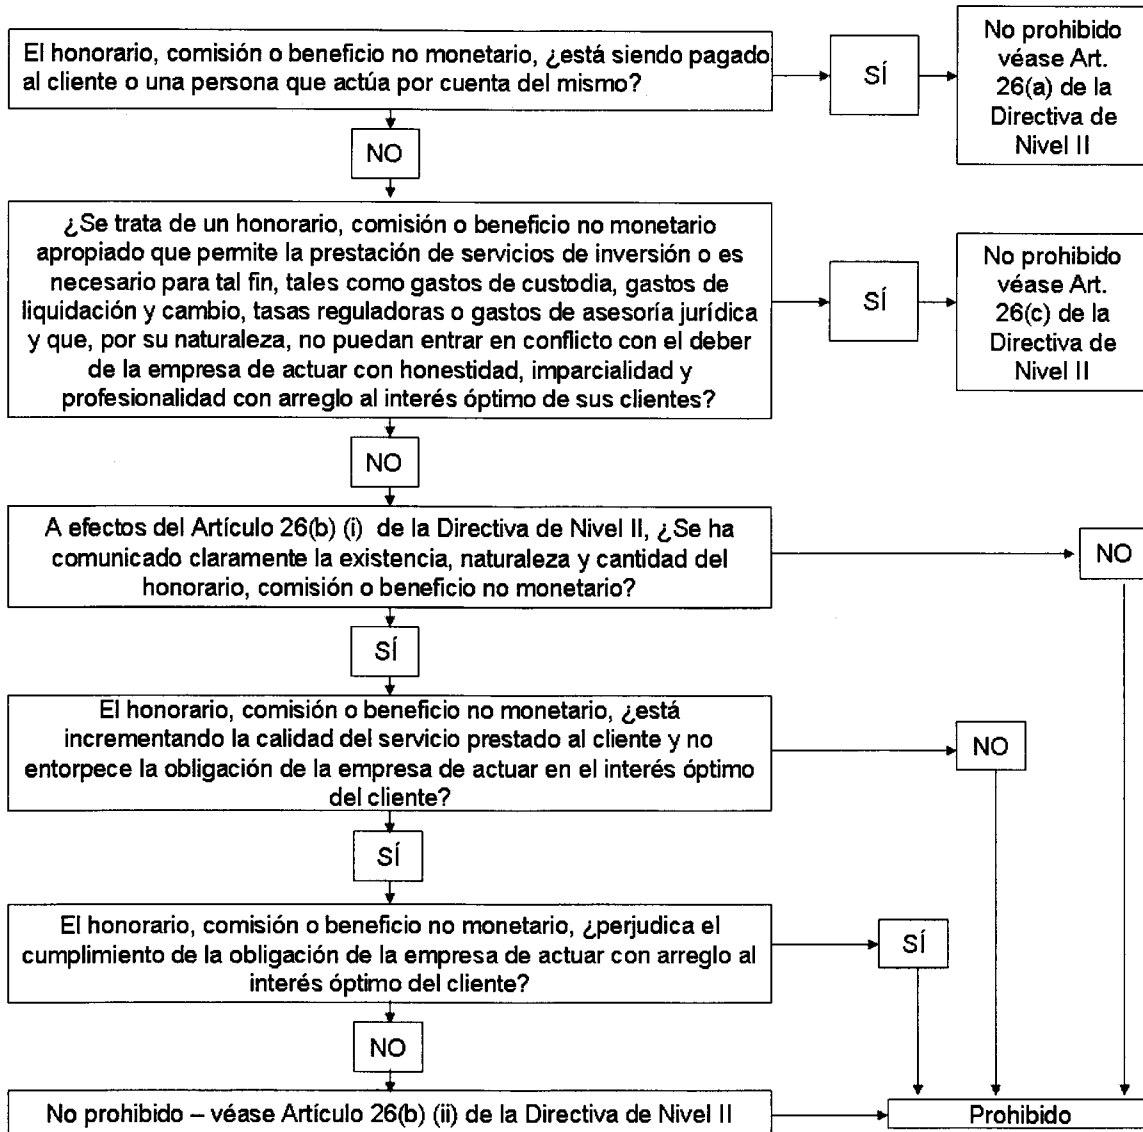 El honorario, comisión o beneficio no monetario, ¿está siendo pagado
al cliente o una persona que actúa por cuenta del mismo?
SÍ
No prohibido
véase Art.
26(a) de la
Directiva de
Nivel II
NO
¿Se trata de un honorario, comisión o beneficio no monetario
apropiado que permite la prestación de servicios de inversión o es
necesario para tal fin, tales como gastos de custodia, gastos de
liquidación y cambio, tasas reguladoras o gastos de asesoría jurídica
y que, por su naturaleza, no puedan entrar en conflicto con el deber
de la empresa de actuar con honestidad, imparcialidad y
profesionalidad con arreglo al interés óptimo de sus clientes?
SÍ
No prohibido
véase Art.
26(c) de la
Directiva de
Nivel II
NO
A efectos del Artículo 26(b) (i) de la Directiva de Nivel II, ¿Se ha
comunicado claramente la existencia, naturaleza y cantidad del
honorario, comisión o beneficio no monetario?
NO
SÍ
El honorario, comisión o beneficio no monetario, ¿está
incrementando la calidad del servicio prestado al cliente y no
entorpece la obligación de la empresa de actuar en el interés óptimo
del cliente?
NO
SÍ
El honorario, comisión o beneficio no monetario, ¿perjudica el
cumplimiento de la obligación de la empresa de actuar con arreglo al
interés óptimo del cliente?
SÍ
NO
No prohibido – véase Artículo 26(b) (ii) de la Directiva de Nivel II
Prohibido